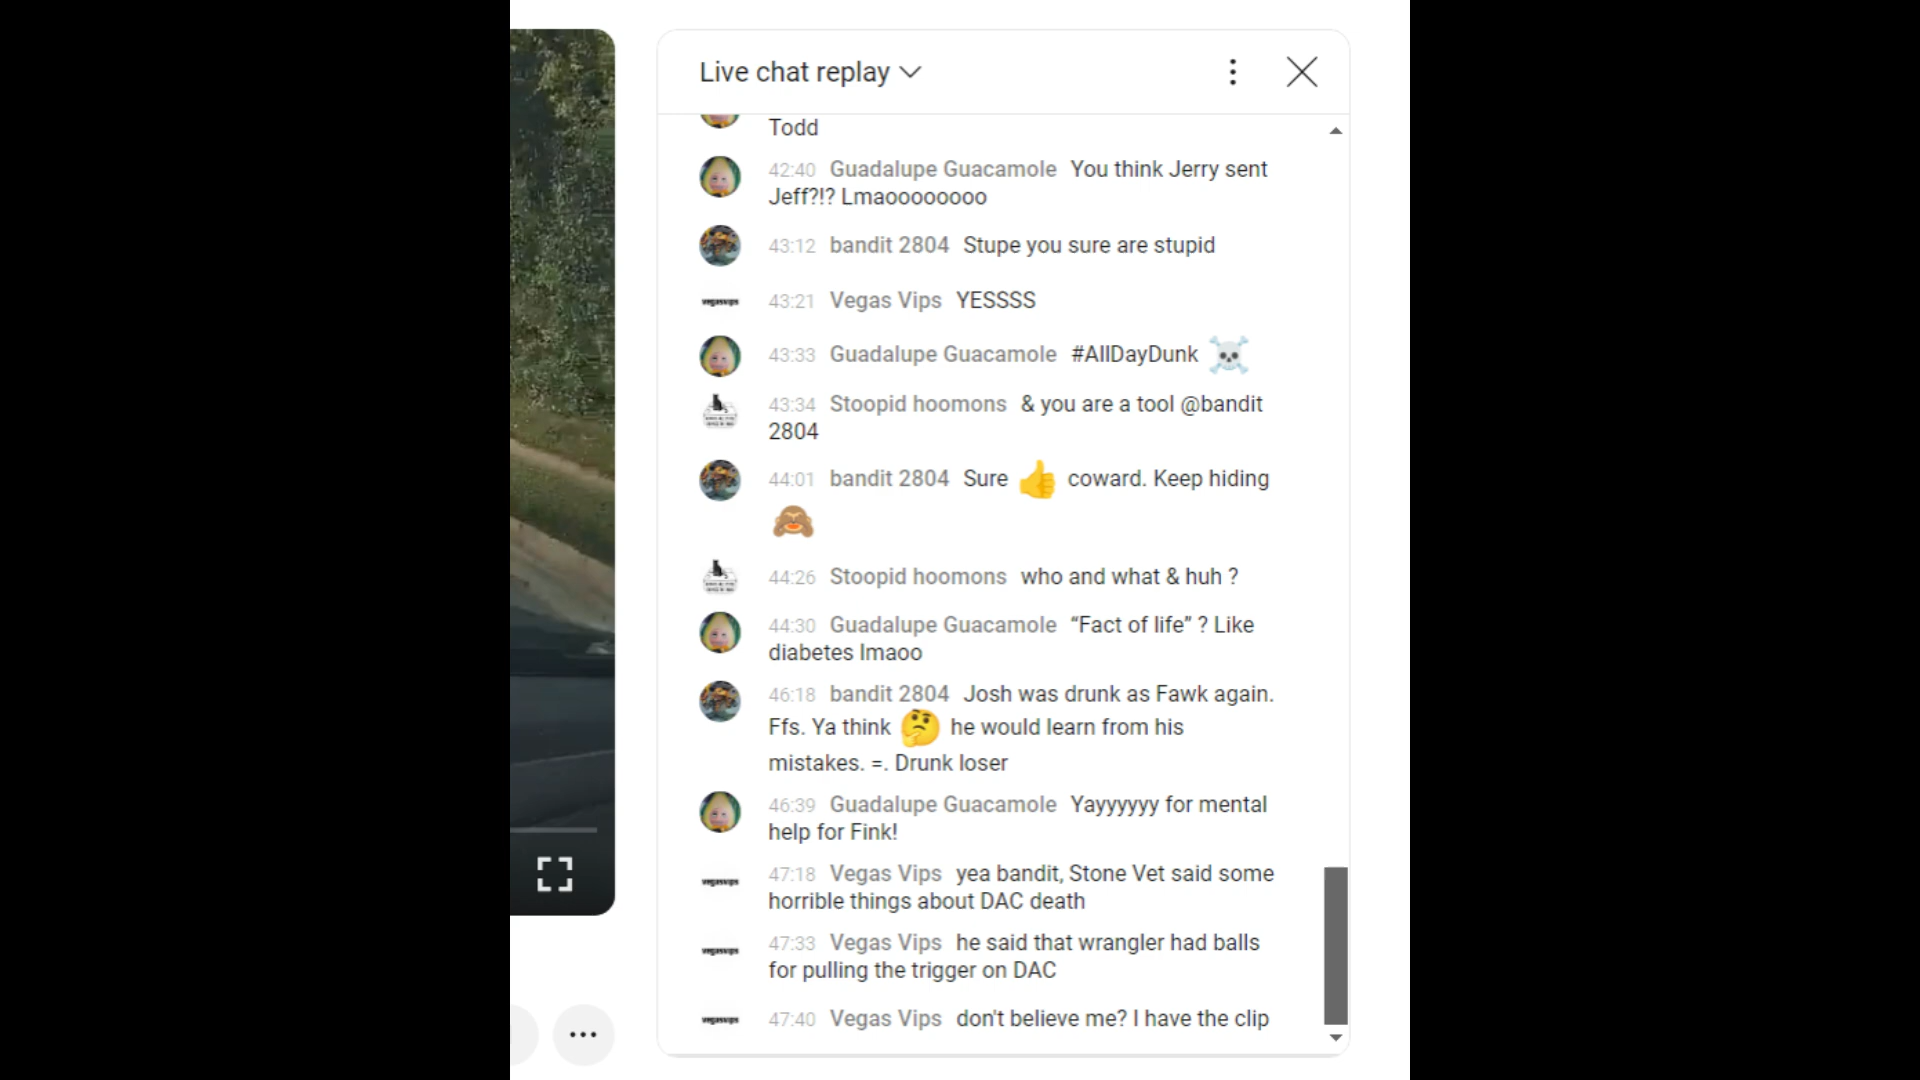 Live chat replay
Todd
42:40 Guadalupe Guacamole You think Jerry sent
Jeff?!? Lmaoooooooo
43:12 bandit 2804 Stupe you sure are stupid
vegasvips 43:21 Vegas Vips YESSSS
43:33 Guadalupe Guacamole #AllDayDunk ☠️
43:34 Stoopid hoomons & you are a tool @bandit
2804
44:01 bandit 2804 Sure 👍 coward. Keep hiding
🙈
44:26 Stoopid hoomons who and what & huh ?
44:30 Guadalupe Guacamole “Fact of life” ? Like
diabetes lmaoo
46:18 bandit 2804 Josh was drunk as Fawk again.
Ffs. Ya think 🤔 he would learn from his
mistakes. =. Drunk loser
46:39 Guadalupe Guacamole Yayyyyyy for mental
help for Fink!
vegasvips 47:18 Vegas Vips yea bandit, Stone Vet said some
horrible things about DAC death
vegasvips 47:33 Vegas Vips he said that wrangler had balls
for pulling the trigger on DAC
vegasvips 47:40 Vegas Vips don't believe me? I have the clip